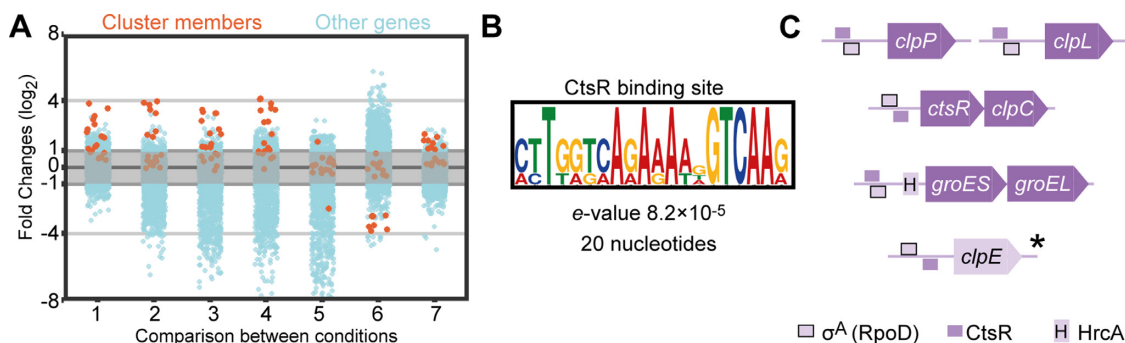 A
Cluster members
Other genes
8
4
1
0
-1
-4
-8
Fold Changes (log2)
1 2 3 4 5 6 7
Comparison between conditions
B
CtsR binding site
CTTGGTCAGAAAAGGTCAAG
e-value 8.2×10-5
20 nucleotides
C
clpP
clpL
ctsR
clpC
H
groES
groEL
clpE
*
σA (RpoD)
CtsR
H HrcA